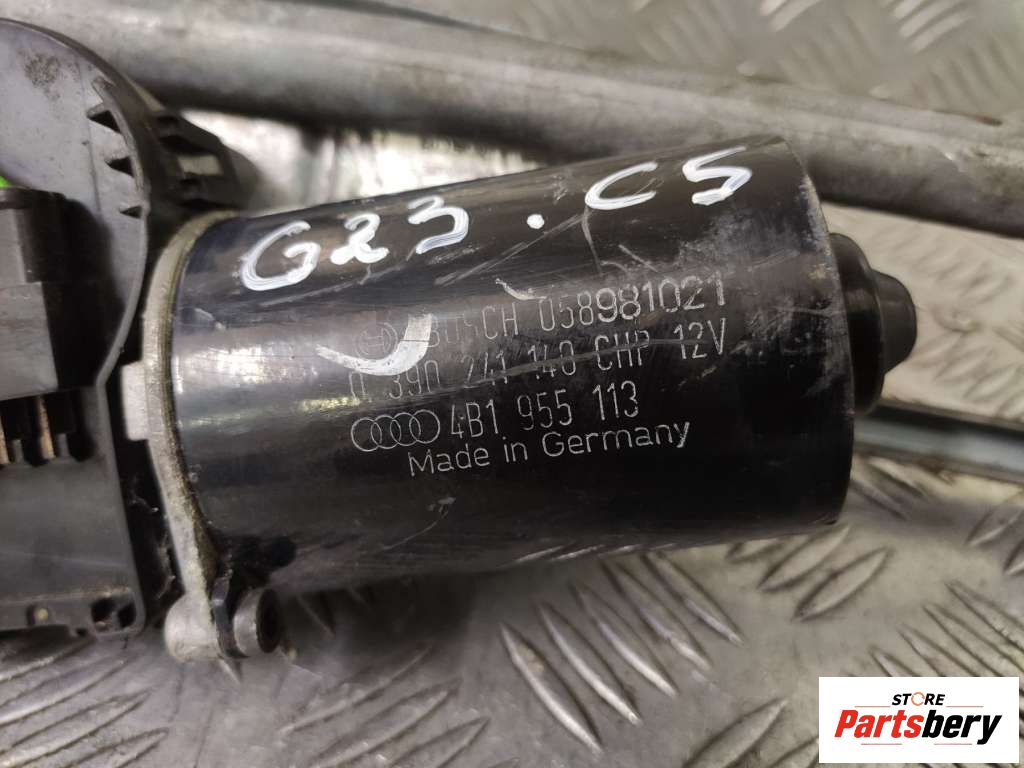 G23.C5
BOSCH 058981021
0 390 241 140 CHP 12V
4B1 955 113
Made in Germany
STORE
Partsbery